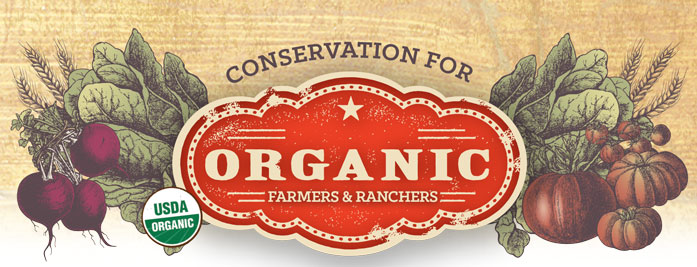 CONSERVATION FOR
ORGANIC
FARMERS & RANCHERS
USDA
ORGANIC